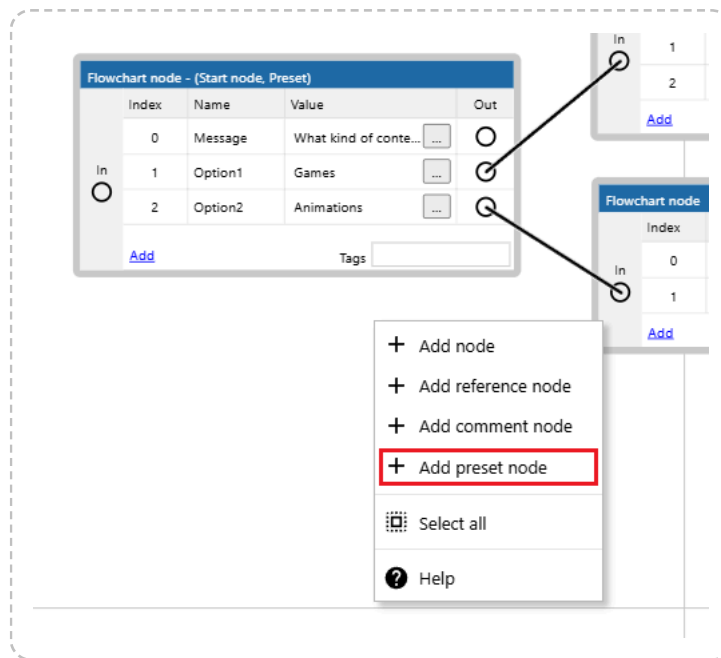 In
1
2
Add
Flowchart node - (Start node, Preset)
Index Name Value Out
0 Message What kind of conte... ...
In
1 Option1 Games ...
2 Option2 Animations ...
Add Tags
Flowchart node
Index
0
In
1
Add
+ Add node
+ Add reference node
+ Add comment node
+ Add preset node
Select all
? Help